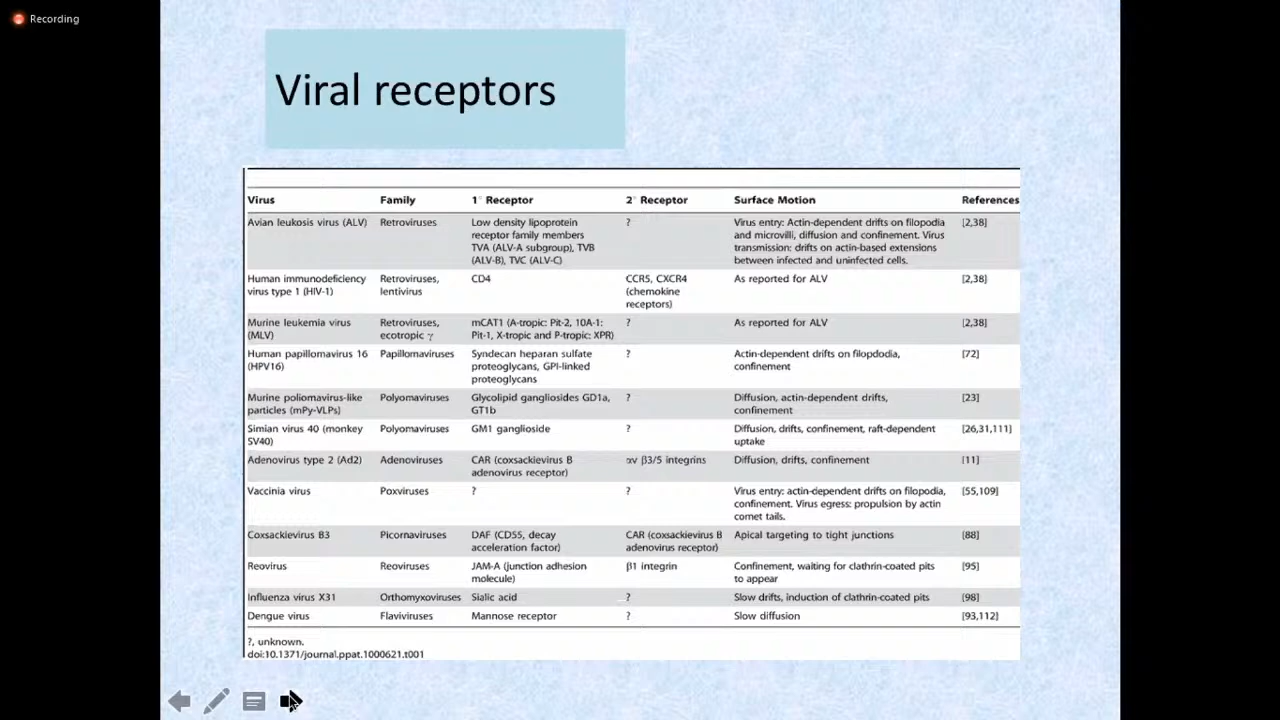 Recording
Viral receptors
Virus Family 1° Receptor 2° Receptor Surface Motion References
Avian leukosis virus (ALV) Retroviruses Low density lipoprotein ? Virus entry: Actin-dependent drifts on filopodia [2,38]
receptor family members and microvilli, diffusion and confinement. Virus
TVA (ALV-A subgroup), TVB transmission: drifts on actin-based extensions
(ALV-B), TVC (ALV-C) between infected and uninfected cells.
Human immunodeficiency Retroviruses, CD4 CCR5, CXCR4 As reported for ALV [2,38]
virus type 1 (HIV-1) lentivirus (chemokine
receptors)
Murine leukemia virus Retroviruses, mCAT1 (A-tropic: Pit-2, 10A-1: ? As reported for ALV [2,38]
(MLV) ecotropic γ Pit-1, X-tropic and P-tropic: XPR)
Human papillomavirus 16 Papillomaviruses Syndecan heparan sulfate ? Actin-dependent drifts on filopdodia, [72]
(HPV16) proteoglycans, GPI-linked confinement
proteoglycans
Murine poliomavirus-like Polyomaviruses Glycolipid gangliosides GD1a, ? Diffusion, actin-dependent drifts, [23]
particles (mPy-VLPs) GT1b confinement
Simian virus 40 (monkey Polyomaviruses GM1 ganglioside ? Diffusion, drifts, confinement, raft-dependent [26,31,111]
SV40) uptake
Adenovirus type 2 (Ad2) Adenoviruses CAR (coxsackievirus B αv β3/5 integrins Diffusion, drifts, confinement [11]
adenovirus receptor)
Vaccinia virus Poxviruses ? ? Virus entry: actin-dependent drifts on filopodia, [55,109]
confinement. Virus egress: propulsion by actin
comet tails.
Coxsackievirus B3 Picornaviruses DAF (CD55, decay CAR (coxsackievirus B Apical targeting to tight junctions [88]
acceleration factor) adenovirus receptor)
Reovirus Reoviruses JAM-A (junction adhesion β1 integrin Confinement, waiting for clathrin-coated pits [95]
molecule) to appear
Influenza virus X31 Orthomyxoviruses Sialic acid ? Slow drifts, induction of clathrin-coated pits [98]
Dengue virus Flaviviruses Mannose receptor ? Slow diffusion [93,112]
?, unknown.
doi:10.1371/journal.ppat.1000621.t001